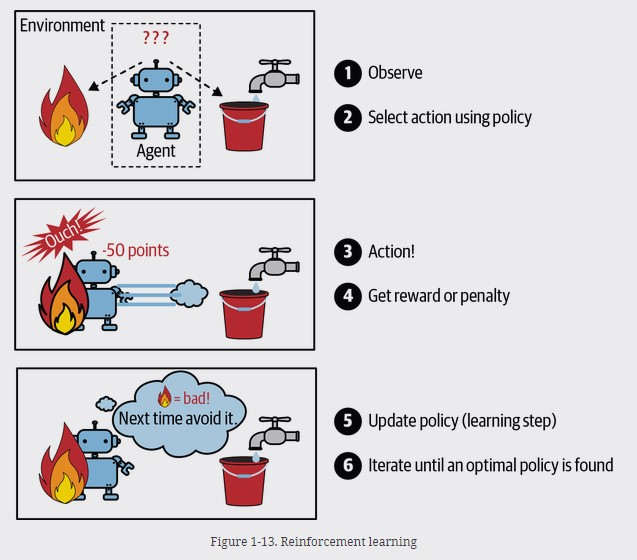 Environment
???
Agent
1 Observe
2 Select action using policy
Ouch!
-50 points
3 Action!
4 Get reward or penalty
= bad!
Next time avoid it.
5 Update policy (learning step)
6 Iterate until an optimal policy is found
Figure 1-13. Reinforcement learning